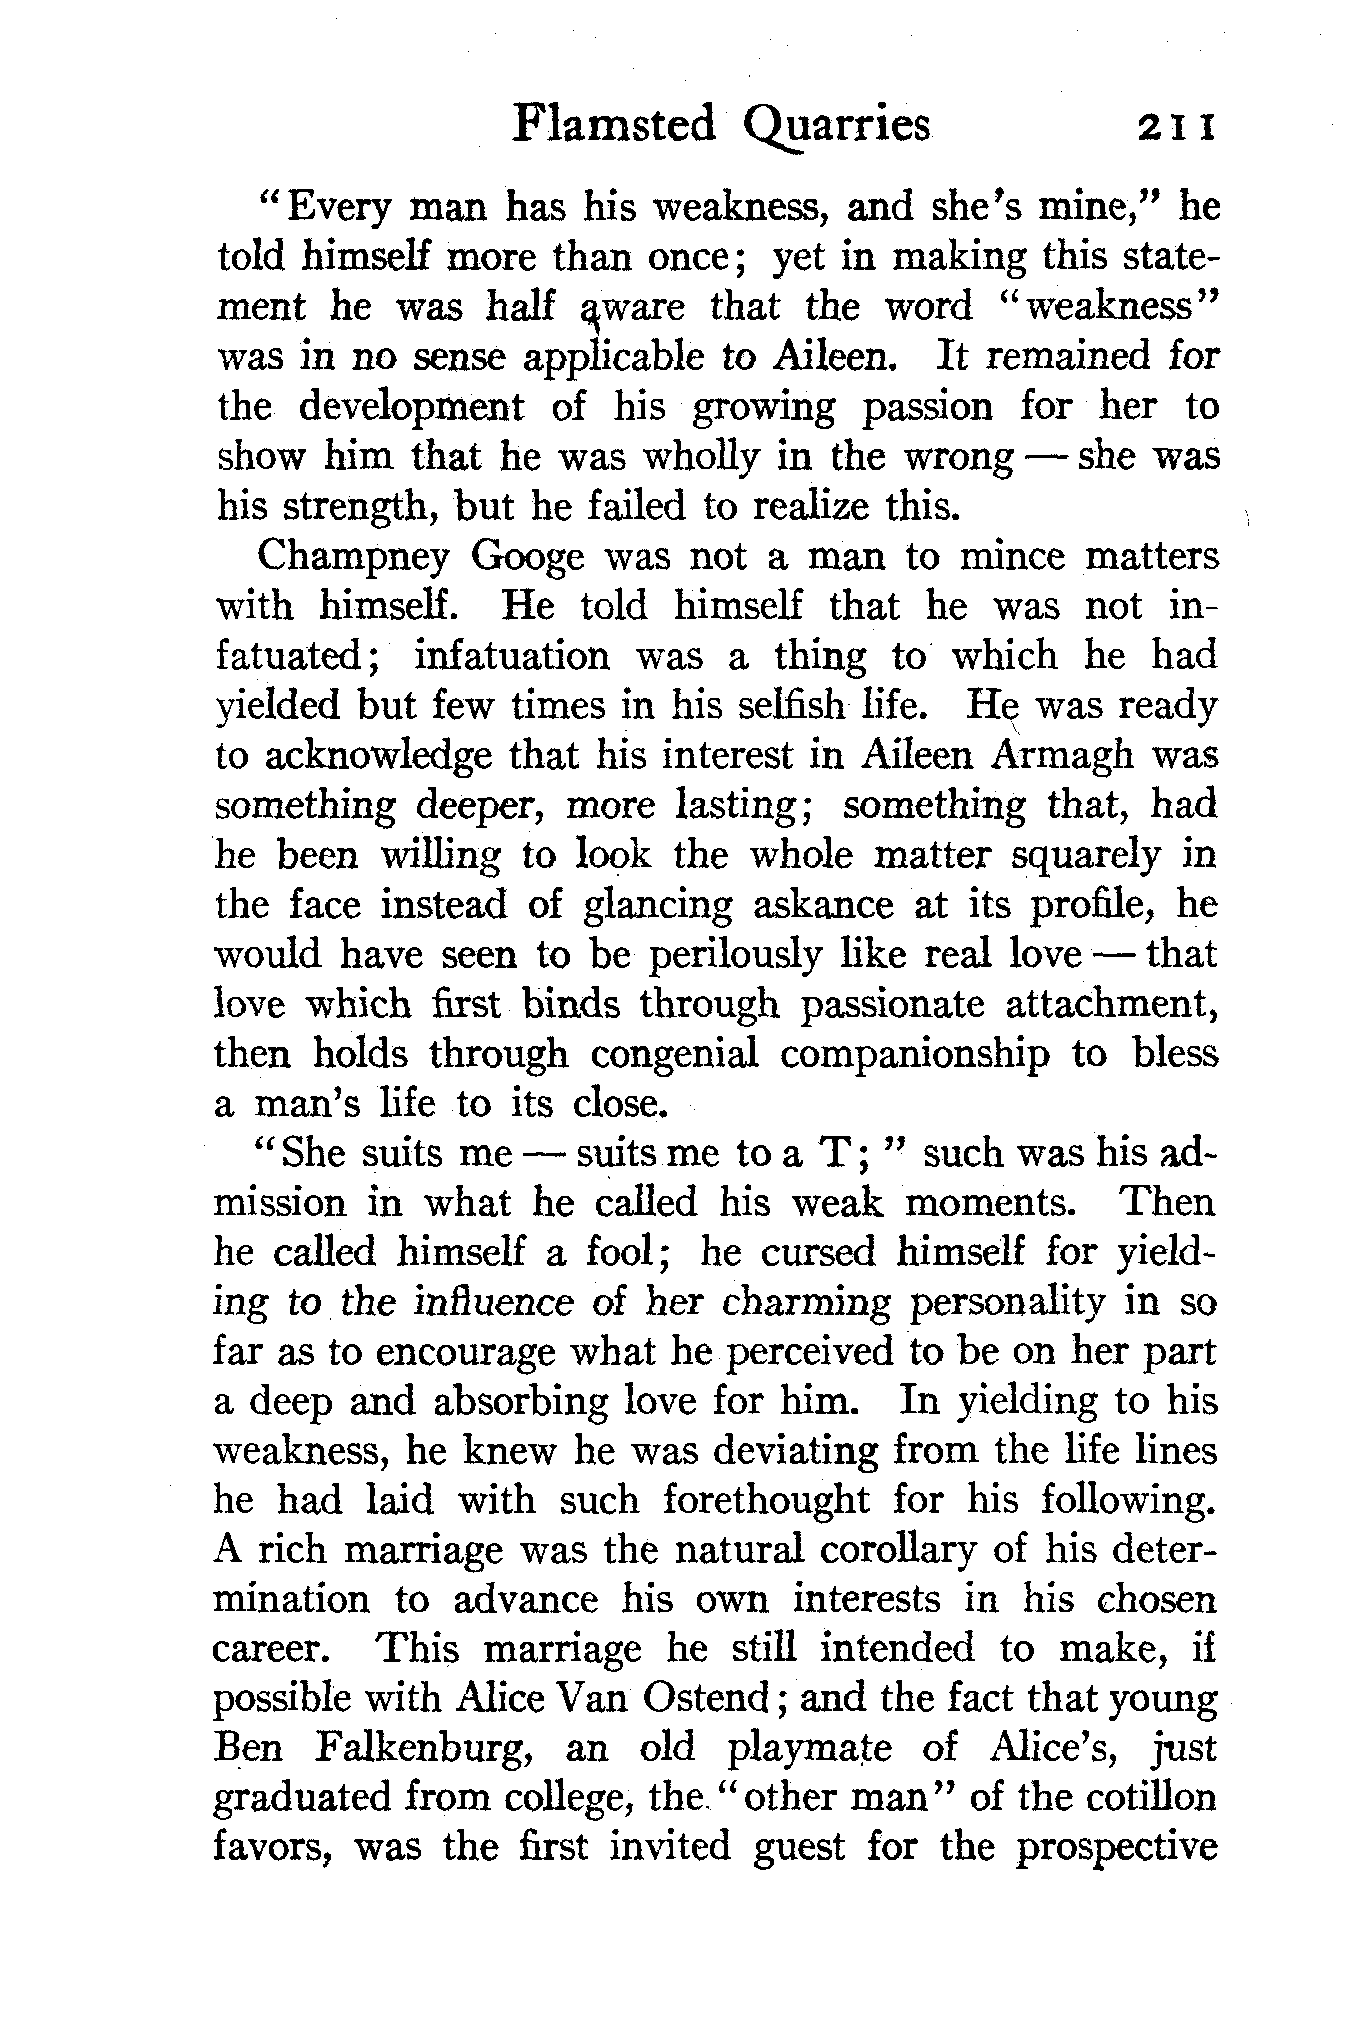 Flamsted Quarries 211
"Every man has his weakness, and she's mine," he
told himself more than once; yet in making this state-
ment he was half aware that the word "weakness"
was in no sense applicable to Aileen. It remained for
the development of his growing passion for her to
show him that he was wholly in the wrong — she was
his strength, but he failed to realize this.
Champney Googe was not a man to mince matters
with himself. He told himself that he was not in-
fatuated; infatuation was a thing to which he had
yielded but few times in his selfish life. He was ready
to acknowledge that his interest in Aileen Armagh was
something deeper, more lasting; something that, had
he been willing to look the whole matter squarely in
the face instead of glancing askance at its profile, he
would have seen to be perilously like real love — that
love which first binds through passionate attachment,
then holds through congenial companionship to bless
a man's life to its close.
"She suits me — suits me to a T;" such was his ad-
mission in what he called his weak moments. Then
he called himself a fool; he cursed himself for yield-
ing to the influence of her charming personality in so
far as to encourage what he perceived to be on her part
a deep and absorbing love for him. In yielding to his
weakness, he knew he was deviating from the life lines
he had laid with such forethought for his following.
A rich marriage was the natural corollary of his deter-
mination to advance his own interests in his chosen
career. This marriage he still intended to make, if
possible with Alice Van Ostend; and the fact that young
Ben Falkenburg, an old playmate of Alice's, just
graduated from college, the "other man" of the cotillon
favors, was the first invited guest for the prospective